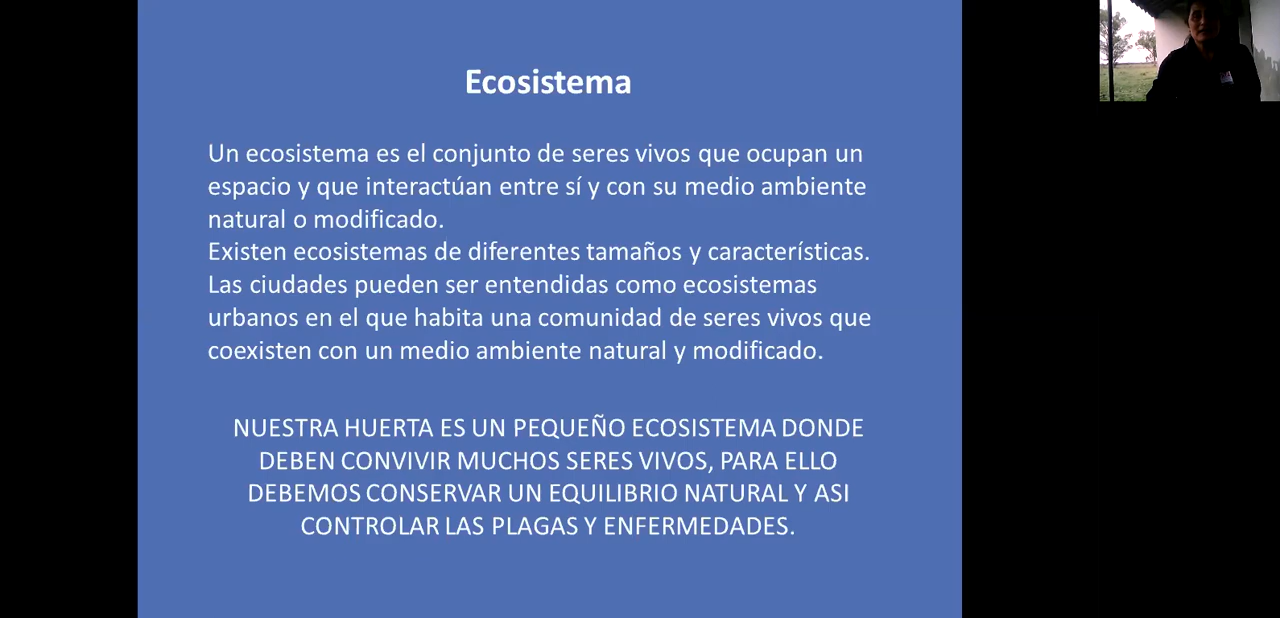 Ecosistema
Un ecosistema es el conjunto de seres vivos que ocupan un
espacio y que interactúan entre sí y con su medio ambiente
natural o modificado.
Existen ecosistemas de diferentes tamaños y características.
Las ciudades pueden ser entendidas como ecosistemas
urbanos en el que habita una comunidad de seres vivos que
coexisten con un medio ambiente natural y modificado.
NUESTRA HUERTA ES UN PEQUEÑO ECOSISTEMA DONDE
DEBEN CONVIVIR MUCHOS SERES VIVOS, PARA ELLO
DEBEMOS CONSERVAR UN EQUILIBRIO NATURAL Y ASI
CONTROLAR LAS PLAGAS Y ENFERMEDADES.